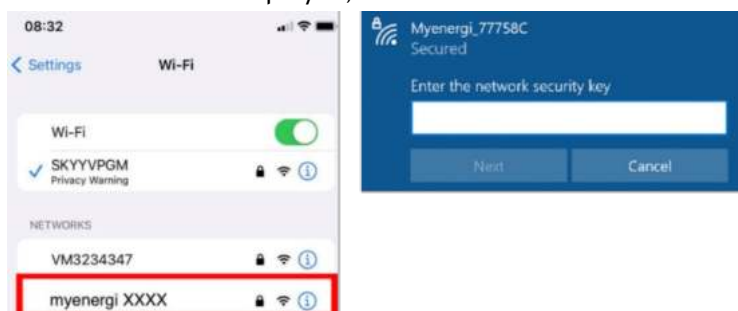 08:32
Settings
Wi-Fi
Wi-Fi
SKYYVPGM
Privacy Warning
NETWORKS
VM3234347
myenergi XXXX
Myenergi_77758C
Secured
Enter the network security key
Next
Cancel